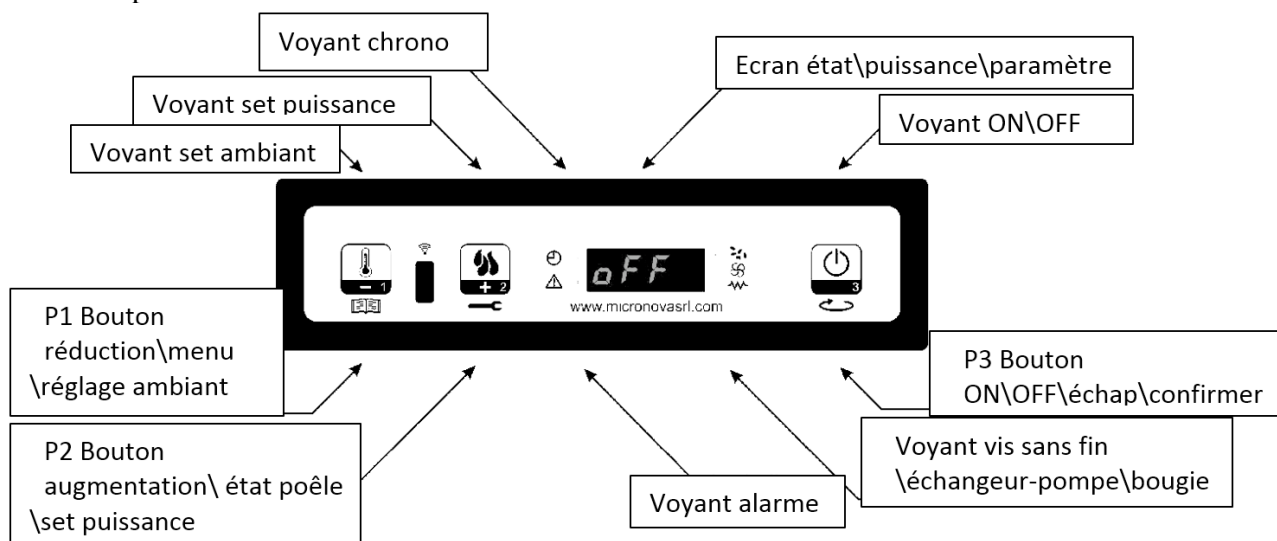 Voyant chrono
Ecran état\puissance\paramètre
Voyant set puissance
Voyant ON\OFF
Voyant set ambiant
oFF
- 1
+ 2
3
www.micronovasrl.com
P1 Bouton
réduction\menu
\réglage ambiant
P3 Bouton
ON\OFF\échap\confirmer
P2 Bouton
augmentation\ état poêle
\set puissance
Voyant vis sans fin
\échangeur-pompe\bougie
Voyant alarme